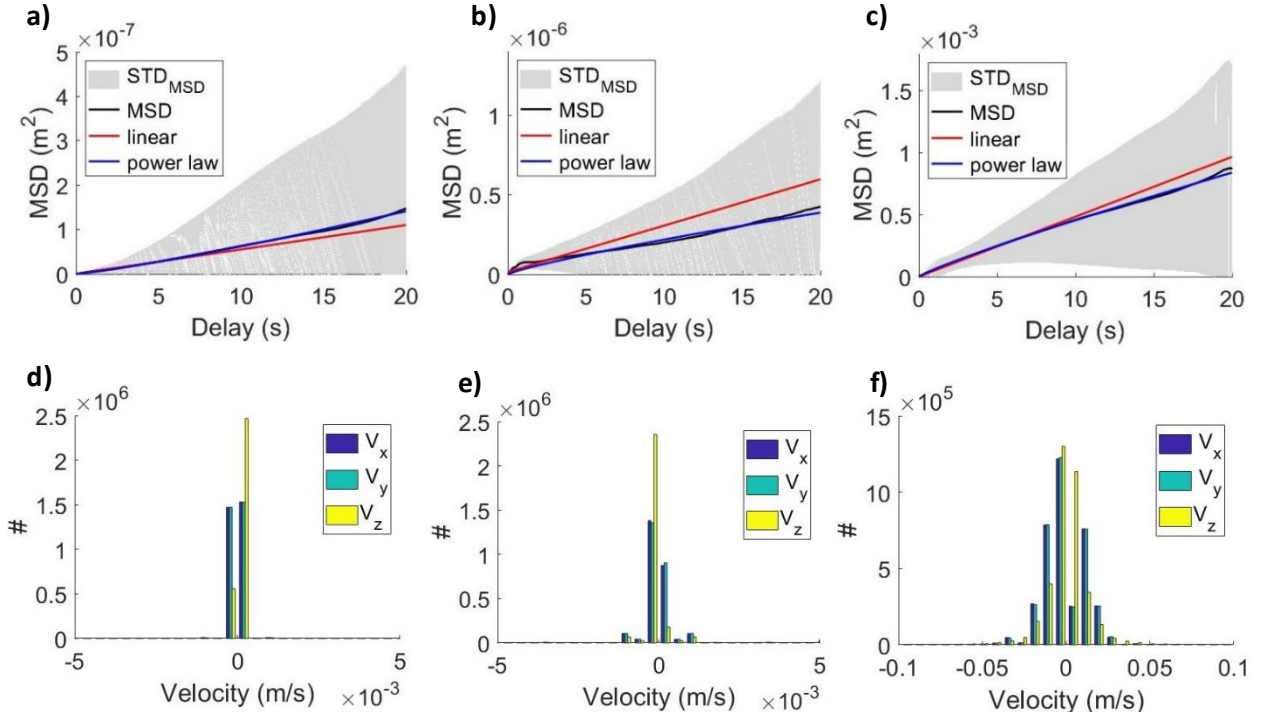 a)
×10⁻⁷
5
4
3
2
1
0
MSD (m²)
STD_MSD
MSD
linear
power law
0 5 10 15 20
Delay (s)
b)
×10⁻⁶
1
0.5
0
MSD (m²)
STD_MSD
MSD
linear
power law
0 5 10 15 20
Delay (s)
c)
×10⁻³
1.5
1
0.5
0
MSD (m²)
STD_MSD
MSD
linear
power law
0 5 10 15 20
Delay (s)
d)
×10⁶
2.5
2
1.5
1
0.5
0
#
V_x
V_y
V_z
-5 0 5
Velocity (m/s) ×10⁻³
e)
×10⁶
2.5
2
1.5
1
0.5
0
#
V_x
V_y
V_z
-5 0 5
Velocity (m/s) ×10⁻³
f)
×10⁵
15
10
5
0
#
V_x
V_y
V_z
-0.1 -0.05 0 0.05 0.1
Velocity (m/s)